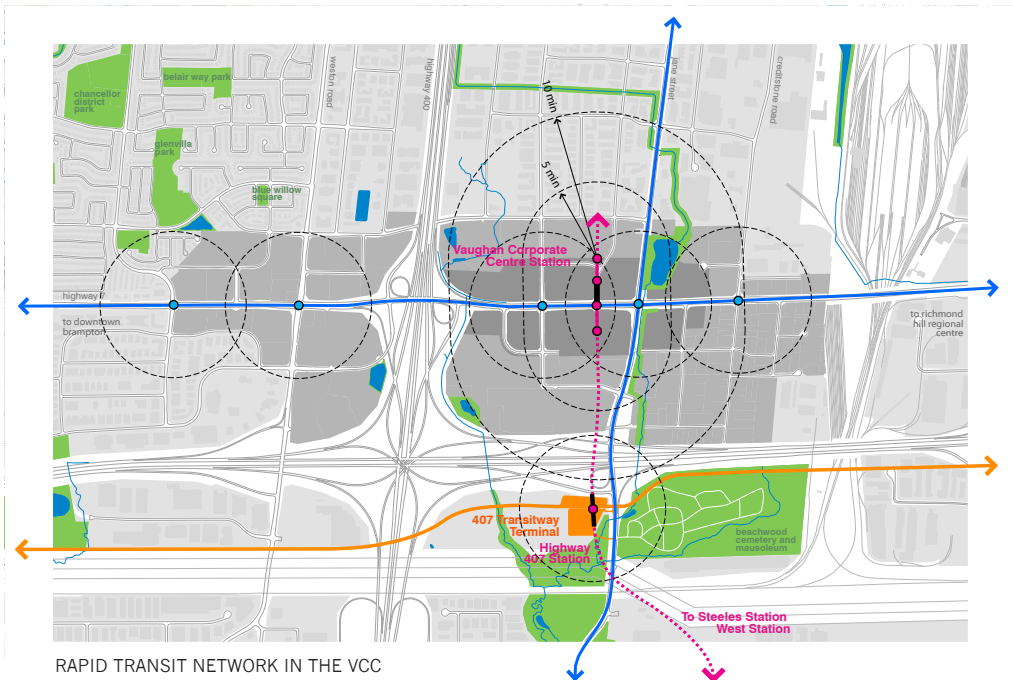 belair way park
chancellor
district
park
weston road
highway 400
10 min
jane street
creditstone road
glenvilla
park
5 min
blue willow
square
Vaughan Corporate
Centre Station
highway 7
to downtown
brampton
to richmond
hill regional
centre
407 Transitway
Terminal
Highway
407 Station
beachwood
cemetery and
mausoleum
To Steeles Station
West Station
RAPID TRANSIT NETWORK IN THE VCC